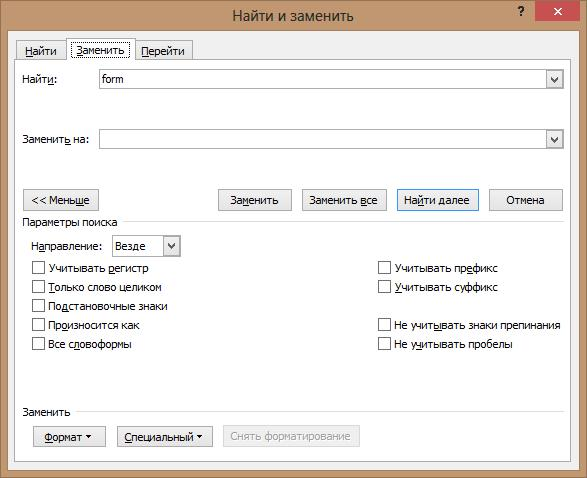 Найти и заменить
? ×
Найти Заменить Перейти
Найти: form
Заменить на:
<< Меньше Заменить Заменить все Найти далее Отмена
Параметры поиска
Направление: Везде
Учитывать регистр Учитывать префикс
Только слово целиком Учитывать суффикс
Подстановочные знаки
Произносится как Не учитывать знаки препинания
Все словоформы Не учитывать пробелы
Заменить
Формат Специальный Снять форматирование